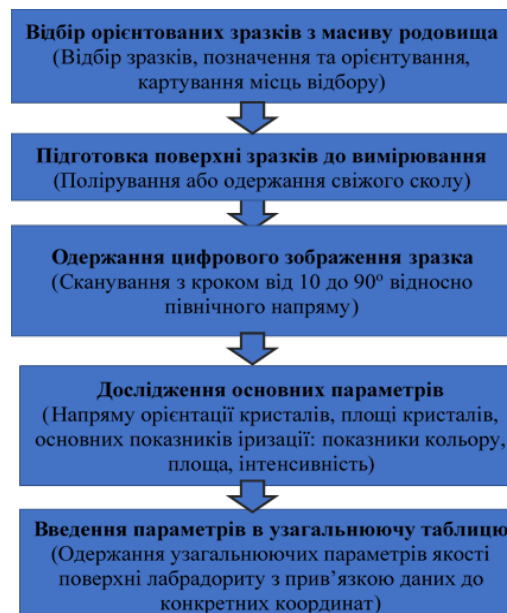 Відбір орієнтованих зразків з масиву родовища
(Відбір зразків, позначення та орієнтування,
картування місць відбору)
Підготовка поверхні зразків до вимірювання
(Полірування або одержання свіжого сколу)
Одержання цифрового зображення зразка
(Сканування з кроком від 10 до 90º відносно
північного напряму)
Дослідження основних параметрів
(Напряму орієнтації кристалів, площі кристалів,
основних показників іризації: показники кольору,
площа, інтенсивність)
Введення параметрів в узагальнюючу таблицю
(Одержання узагальнюючих параметрів якості
поверхні лабрадориту з прив’язкою даних до
конкретних координат)